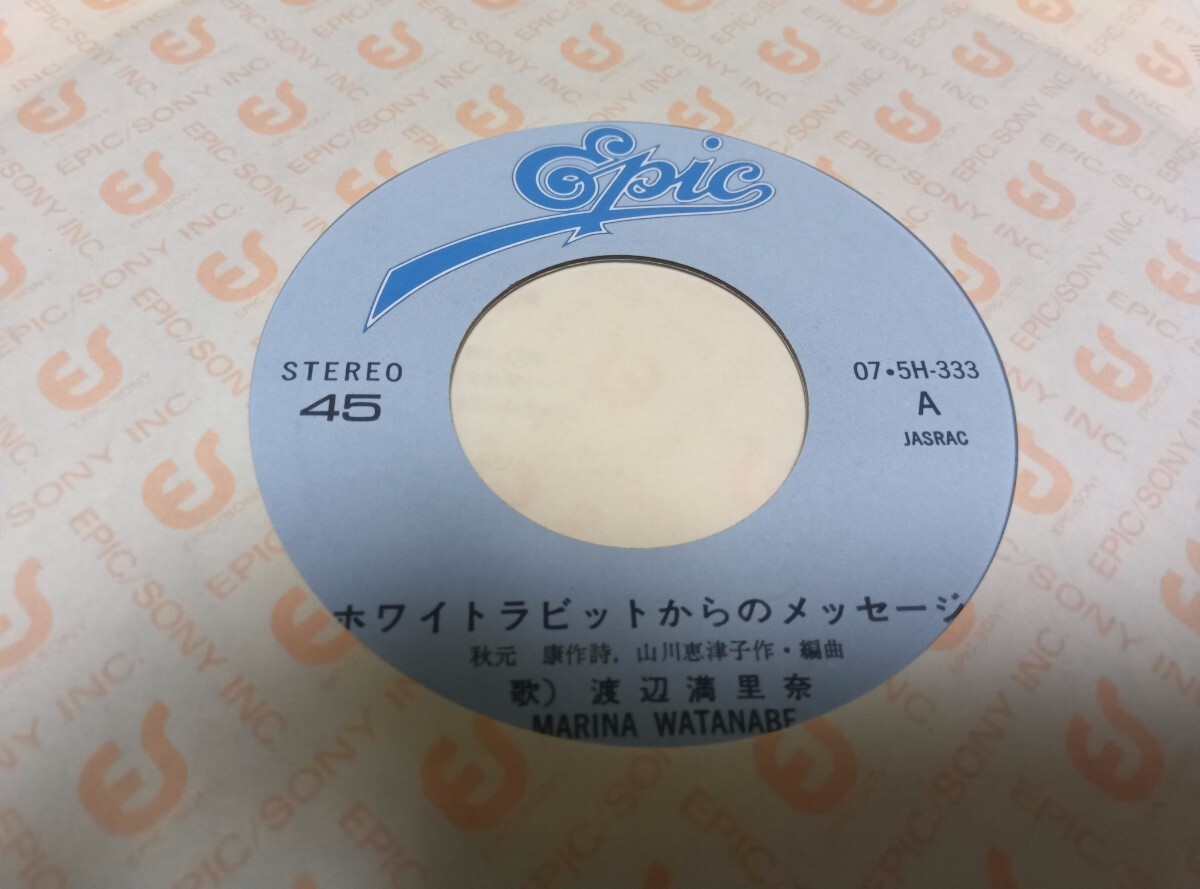 Epic
STEREO
45
07・5H-333
A
JASRAC
ホワイトラビットからのメッセージ
秋元 康作詩, 山川恵津子作・編曲
歌) 渡辺満里奈
MARINA WATANABE
EPIC/SONY INC.